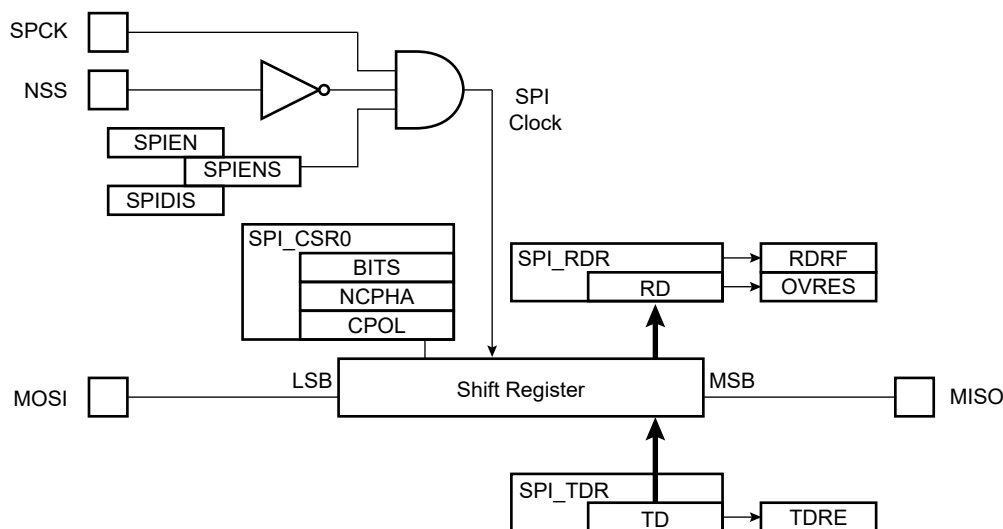 SPCK
NSS
SPI
Clock
SPIEN
SPIENS
SPIDIS
SPI_CSR0
BITS
NCPHA
CPOL
SPI_RDR
RD
RDRF
OVRES
MOSI
LSB
Shift Register
MSB
MISO
SPI_TDR
TD
TDRE